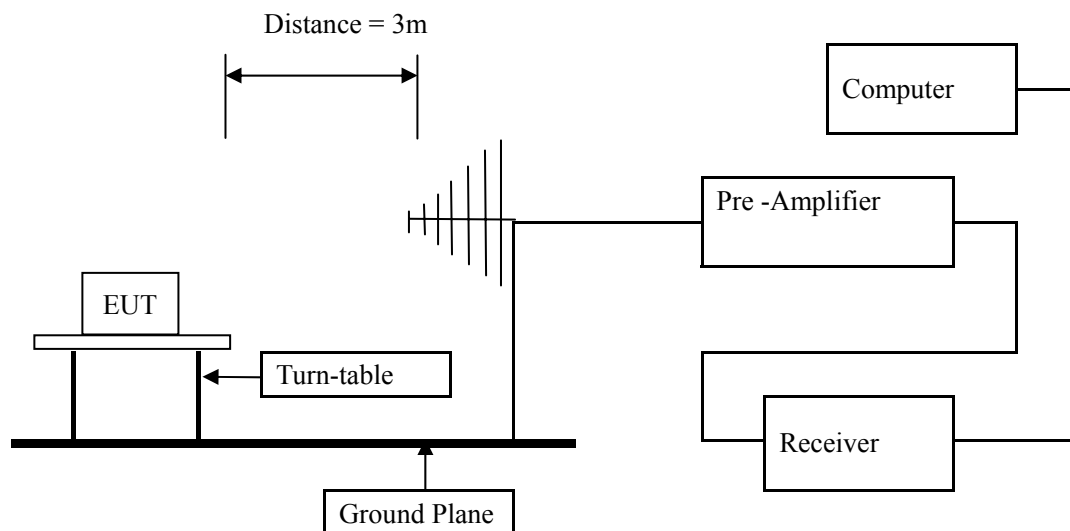 Distance = 3m
Computer
Pre -Amplifier
EUT
Turn-table
Receiver
Ground Plane